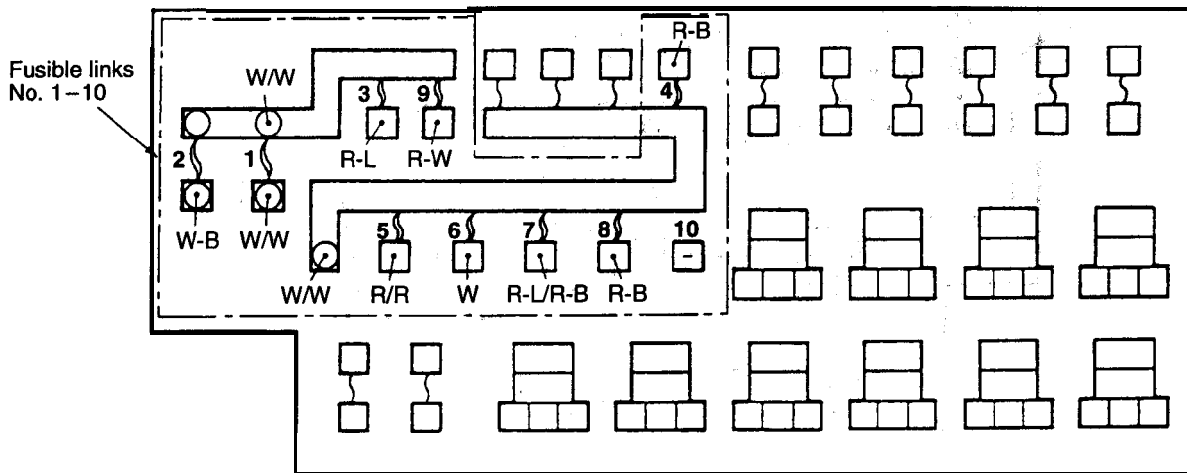 R-B
Fusible links
No. 1–10
W/W
3
9
4
R-L
R-W
2
1
W-B
W/W
5
6
7
8
10
–
W/W
R/R
W
R-L/R-B
R-B